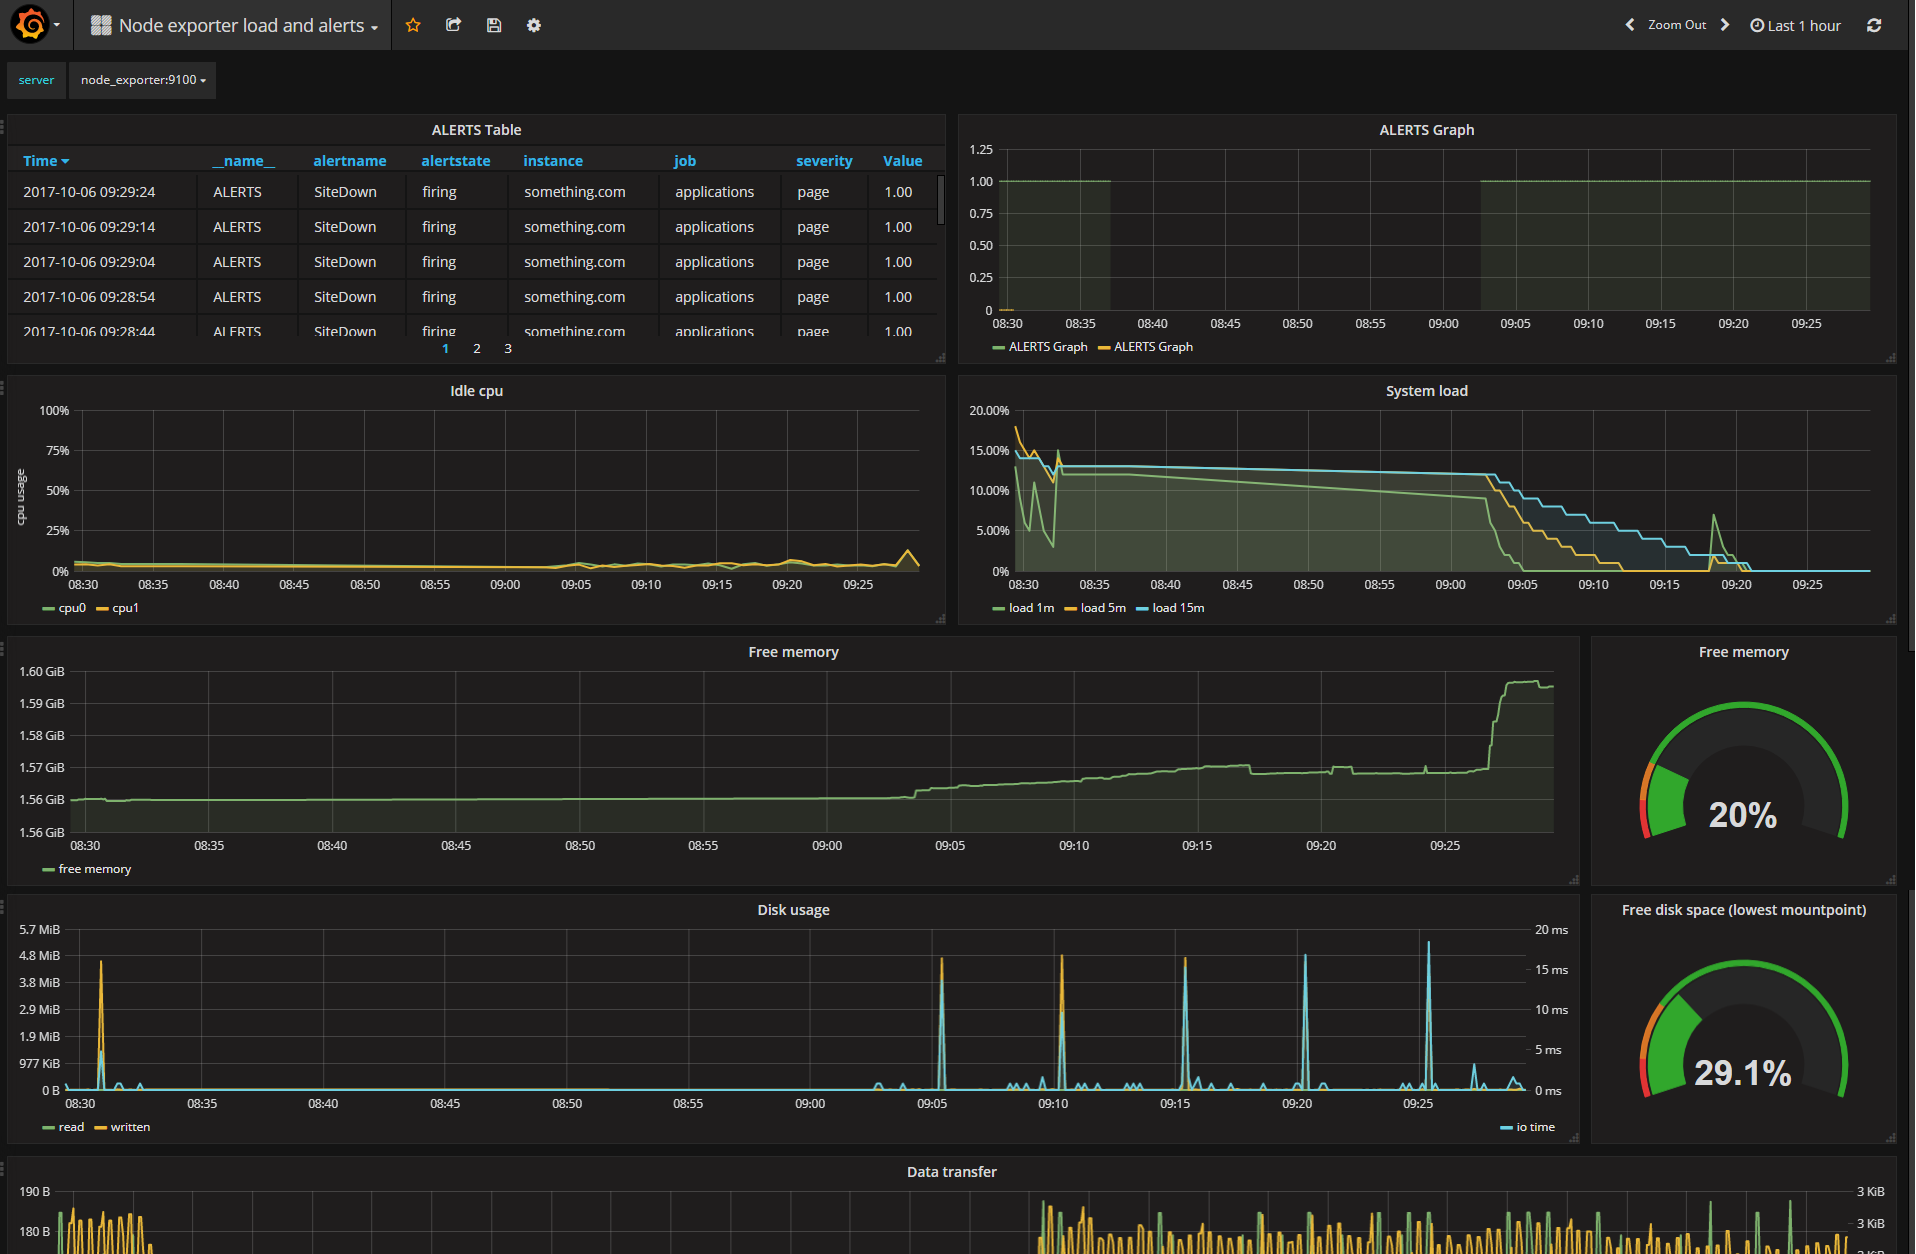 Node exporter load and alerts
Zoom Out
Last 1 hour
server
node_exporter:9100
ALERTS Table
Time __name__ alertname alertstate instance job severity Value
2017-10-06 09:29:24 ALERTS SiteDown firing something.com applications page 1.00
2017-10-06 09:29:14 ALERTS SiteDown firing something.com applications page 1.00
2017-10-06 09:29:04 ALERTS SiteDown firing something.com applications page 1.00
2017-10-06 09:28:54 ALERTS SiteDown firing something.com applications page 1.00
2017-10-06 09:28:44 ALERTS SiteDown firing something.com applications page 1.00
1 2 3
ALERTS Graph
1.25
1.00
0.75
0.50
0.25
0
08:30 08:35 08:40 08:45 08:50 08:55 09:00 09:05 09:10 09:15 09:20 09:25
ALERTS Graph ALERTS Graph
Idle cpu
cpu usage
100%
75%
50%
25%
0%
08:30 08:35 08:40 08:45 08:50 08:55 09:00 09:05 09:10 09:15 09:20 09:25
cpu0 cpu1
System load
20.00%
15.00%
10.00%
5.00%
0%
08:30 08:35 08:40 08:45 08:50 08:55 09:00 09:05 09:10 09:15 09:20 09:25
load 1m load 5m load 15m
Free memory
1.60 GiB
1.59 GiB
1.58 GiB
1.57 GiB
1.56 GiB
1.56 GiB
08:30 08:35 08:40 08:45 08:50 08:55 09:00 09:05 09:10 09:15 09:20 09:25
free memory
Free memory
20%
Disk usage
5.7 MiB
4.8 MiB
3.8 MiB
2.9 MiB
1.9 MiB
977 KiB
0 B
20 ms
15 ms
10 ms
5 ms
0 ms
08:30 08:35 08:40 08:45 08:50 08:55 09:00 09:05 09:10 09:15 09:20 09:25
read written
io time
Free disk space (lowest mountpoint)
29.1%
Data transfer
190 B
180 B
3 KiB
3 KiB